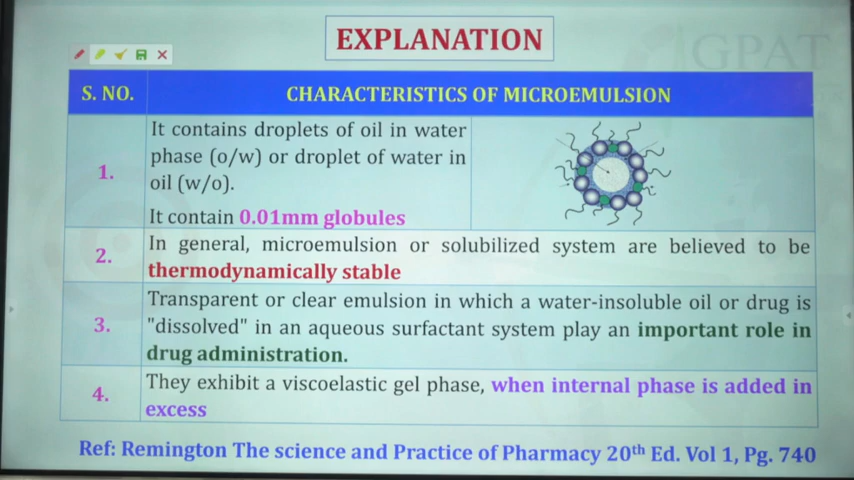 EXPLANATION
GPAT
S. NO.
CHARACTERISTICS OF MICROEMULSION
1.
It contains droplets of oil in water
phase (o/w) or droplet of water in
oil (w/o).
It contain 0.01mm globules
2.
In general, microemulsion or solubilized system are believed to be
thermodynamically stable
3.
Transparent or clear emulsion in which a water-insoluble oil or drug is
"dissolved" in an aqueous surfactant system play an important role in
drug administration.
4.
They exhibit a viscoelastic gel phase, when internal phase is added in
excess
Ref: Remington The science and Practice of Pharmacy 20th Ed. Vol 1, Pg. 740